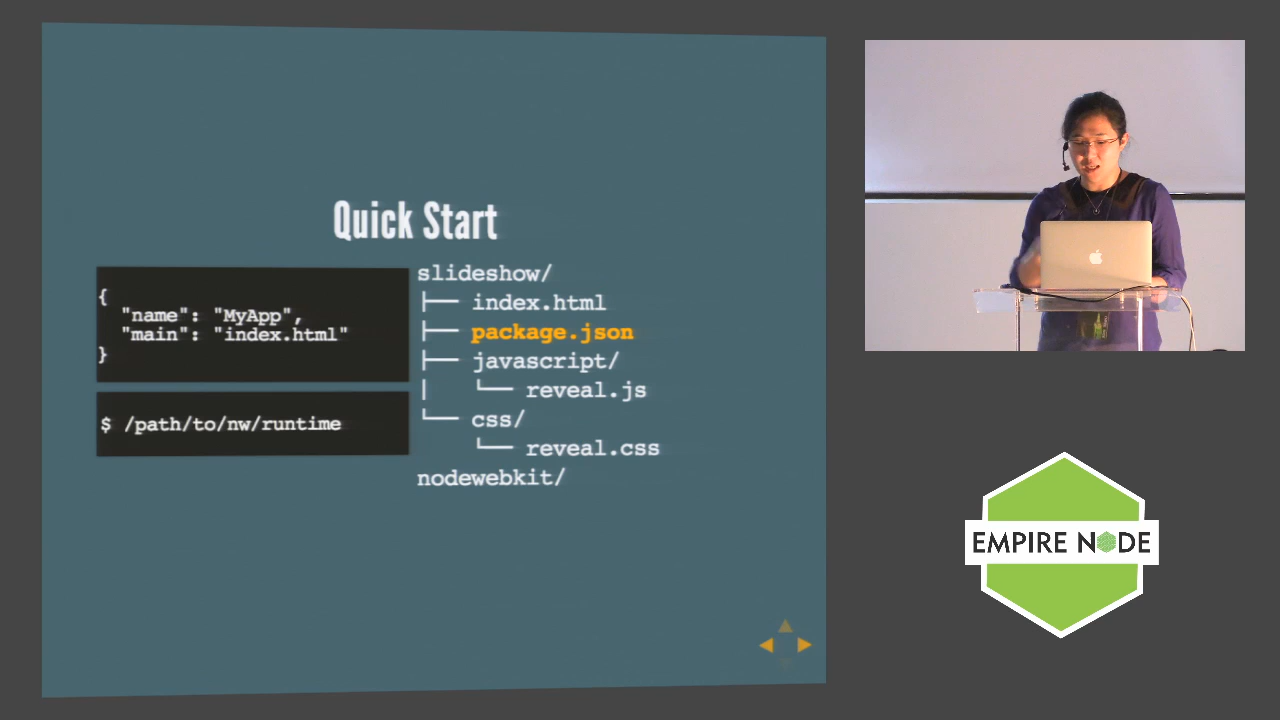 Quick Start
{
"name": "MyApp",
"main": "index.html"
}
$ /path/to/nw/runtime
slideshow/
├── index.html
├── package.json
├── javascript/
│   └── reveal.js
└── css/
└── reveal.css
nodewebkit/
EMPIRE NODE